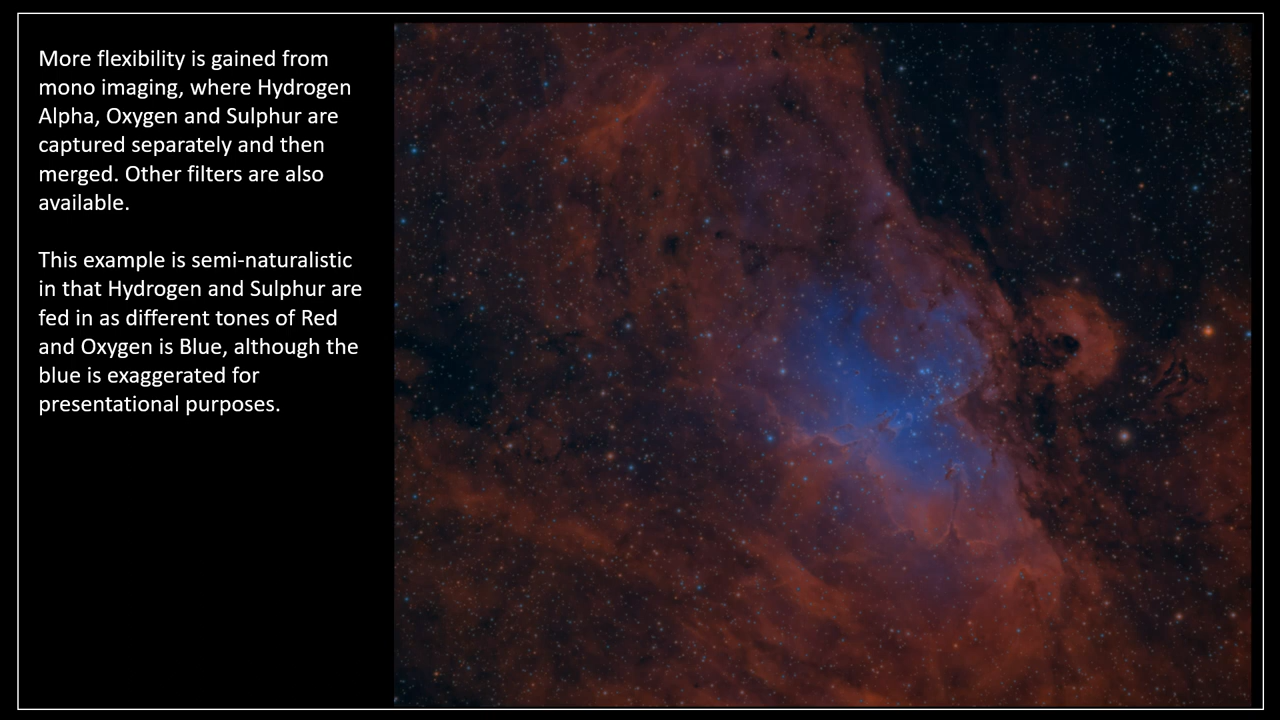 More flexibility is gained from
mono imaging, where Hydrogen
Alpha, Oxygen and Sulphur are
captured separately and then
merged. Other filters are also
available.
This example is semi-naturalistic
in that Hydrogen and Sulphur are
fed in as different tones of Red
and Oxygen is Blue, although the
blue is exaggerated for
presentational purposes.